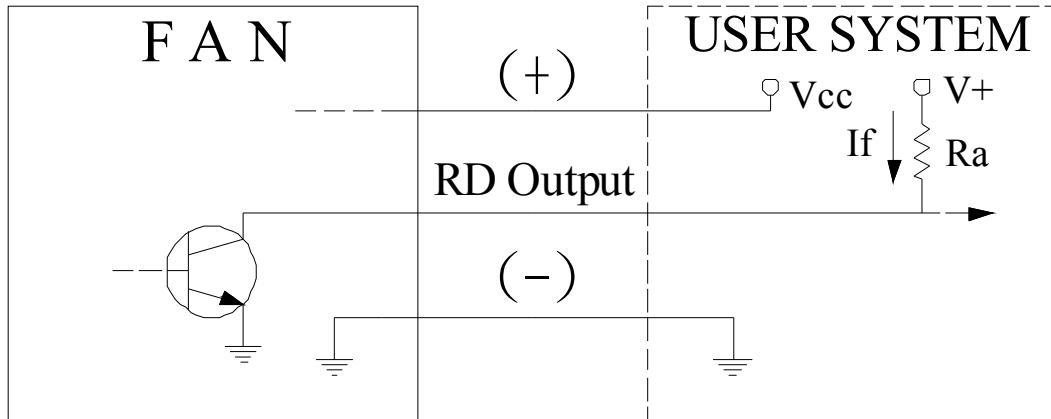 F A N
USER SYSTEM
(+)
Vcc
V+
If
Ra
RD Output
(-)